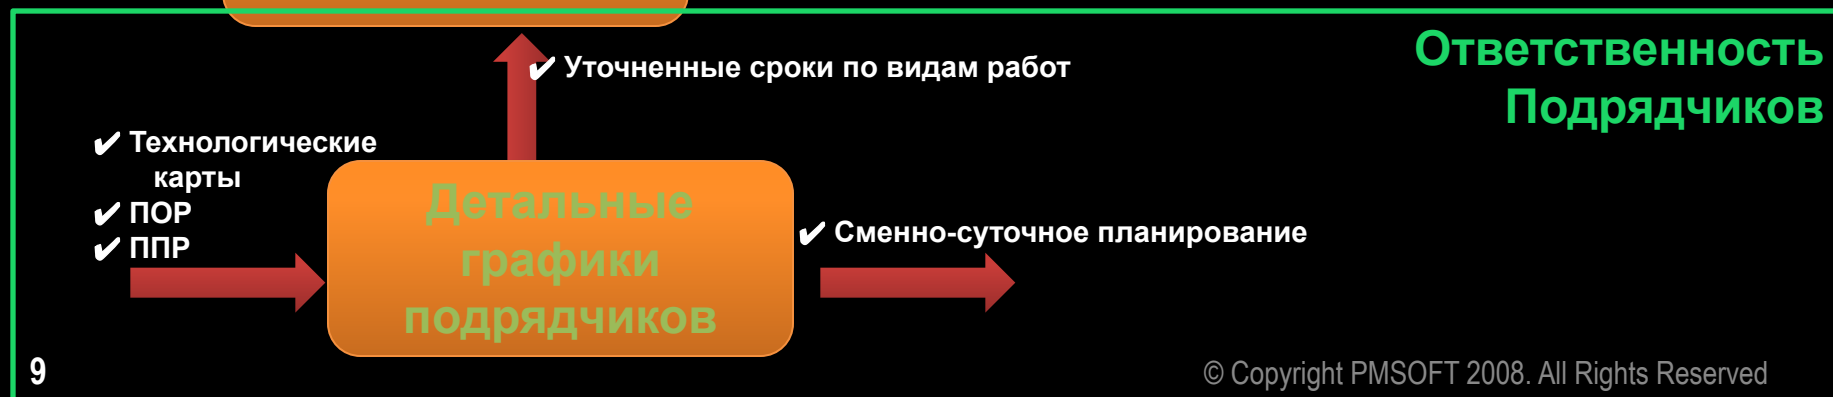 Ответственность
Подрядчиков
✔ Уточненные сроки по видам работ
✔ Технологические
карты
✔ ПОР
✔ ППР
Детальные
графики
подрядчиков
✔ Сменно-суточное планирование
9
© Copyright PMSOFT 2008. All Rights Reserved